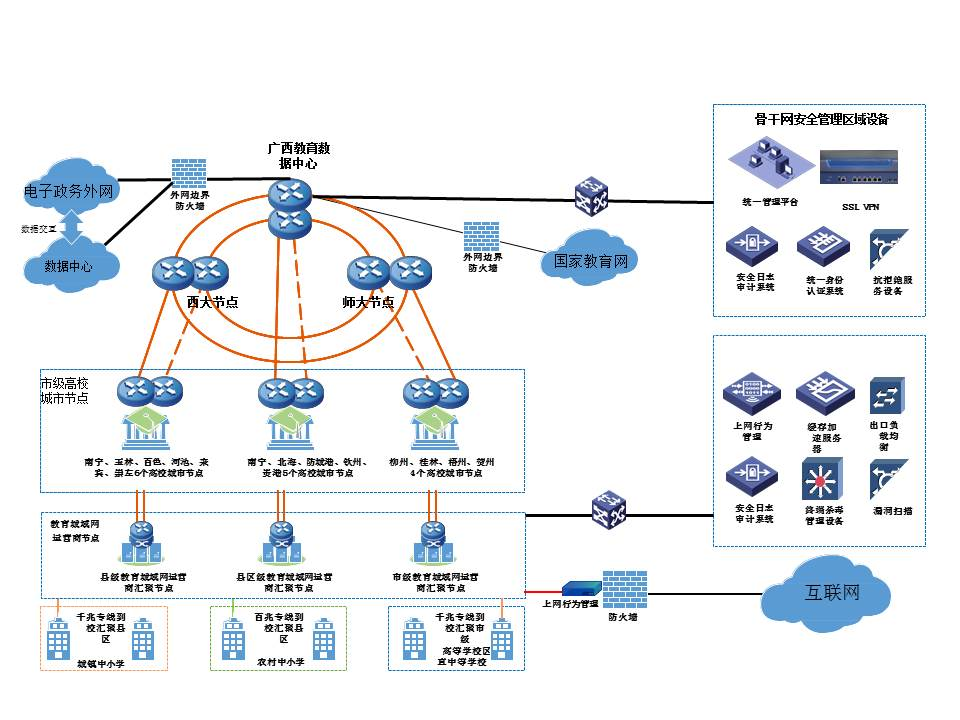 骨干网安全管理区域设备
广西教育数
据中心
电子政务外网
外网边界
防火墙
统一管理平台
SSL VPN
数据交互
数据中心
外网边界
防火墙
国家教育网
安全日志
审计系统
统一身份
认证系统
抗拒绝服
务设备
西大节点
师大节点
市级高校
城市节点
南宁、玉林、百色、河池、来
宾、崇左6个高校城市节点
南宁、北海、防城港、钦州、
贵港5个高校城市节点
柳州、桂林、梧州、贺州
4个高校城市节点
上网行为
管理
缓存加
速服务
器
出口负
载均
衡
安全日志
审计系统
终端杀毒
管理设备
漏洞扫描
教育城域网
运营商节点
县级教育城域网运营
商汇聚节点
县区级教育城域网运营
商汇聚节点
市级教育城域网运营
商汇聚节点
上网行为管理
防火墙
互联网
千兆专线到
校汇聚县
区
城镇中小学
百兆专线到
校汇聚县
区
农村中小学
千兆专线到
校汇聚市
级
高等学校区
直中等学校